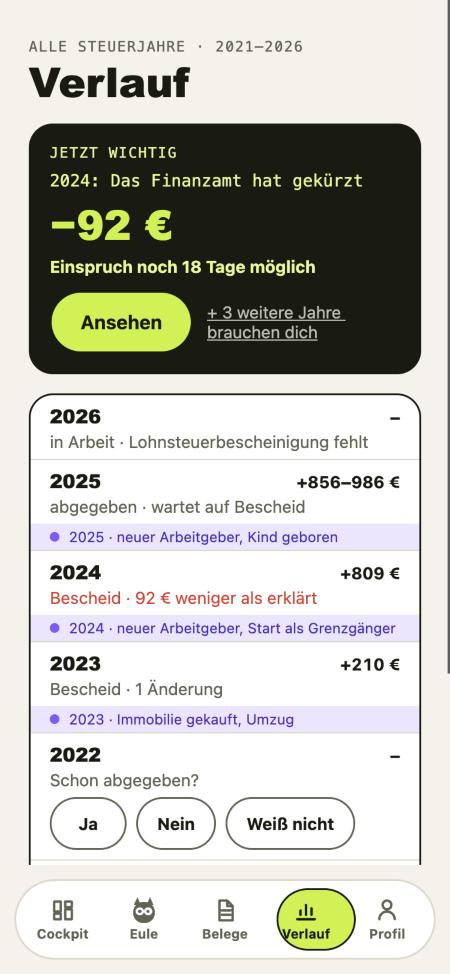 ALLE STEUERJAHRE · 2021–2026
Verlauf
JETZT WICHTIG
2024: Das Finanzamt hat gekürzt
−92 €
Einspruch noch 18 Tage möglich
Ansehen
+ 3 weitere Jahre
brauchen dich
2026 –
in Arbeit · Lohnsteuerbescheinigung fehlt
2025 +856–986 €
abgegeben · wartet auf Bescheid
2025 · neuer Arbeitgeber, Kind geboren
2024 +809 €
Bescheid · 92 € weniger als erklärt
2024 · neuer Arbeitgeber, Start als Grenzgänger
2023 +210 €
Bescheid · 1 Änderung
2023 · Immobilie gekauft, Umzug
2022 –
Schon abgegeben?
Ja Nein Weiß nicht
Cockpit Eule Belege Verlauf Profil